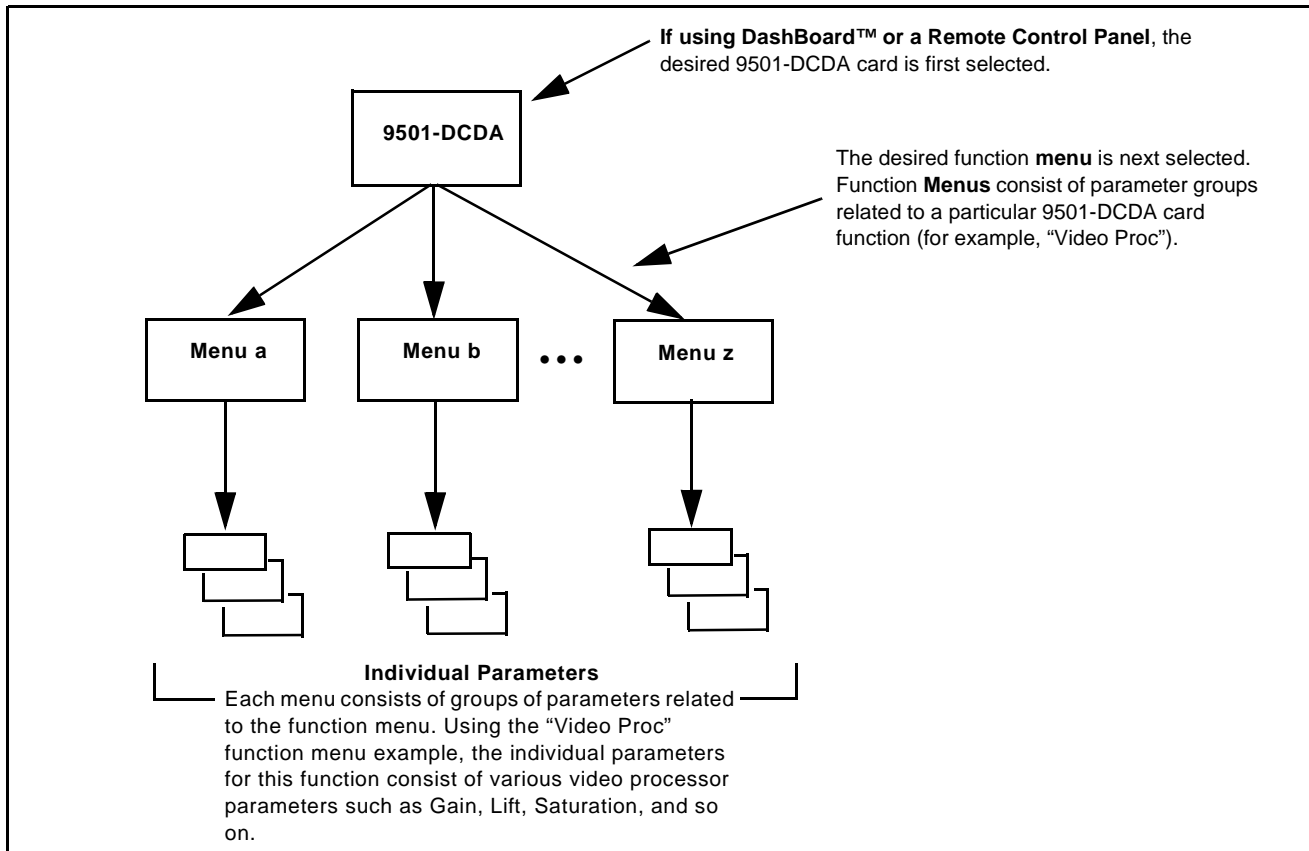 If using DashBoard™ or a Remote Control Panel, the
desired 9501-DCDA card is first selected.
9501-DCDA
The desired function menu is next selected.
Function Menus consist of parameter groups
related to a particular 9501-DCDA card
function (for example, “Video Proc”).
Menu a
Menu b
•••
Menu z
Individual Parameters
Each menu consists of groups of parameters related
to the function menu. Using the “Video Proc”
function menu example, the individual parameters
for this function consist of various video processor
parameters such as Gain, Lift, Saturation, and so
on.